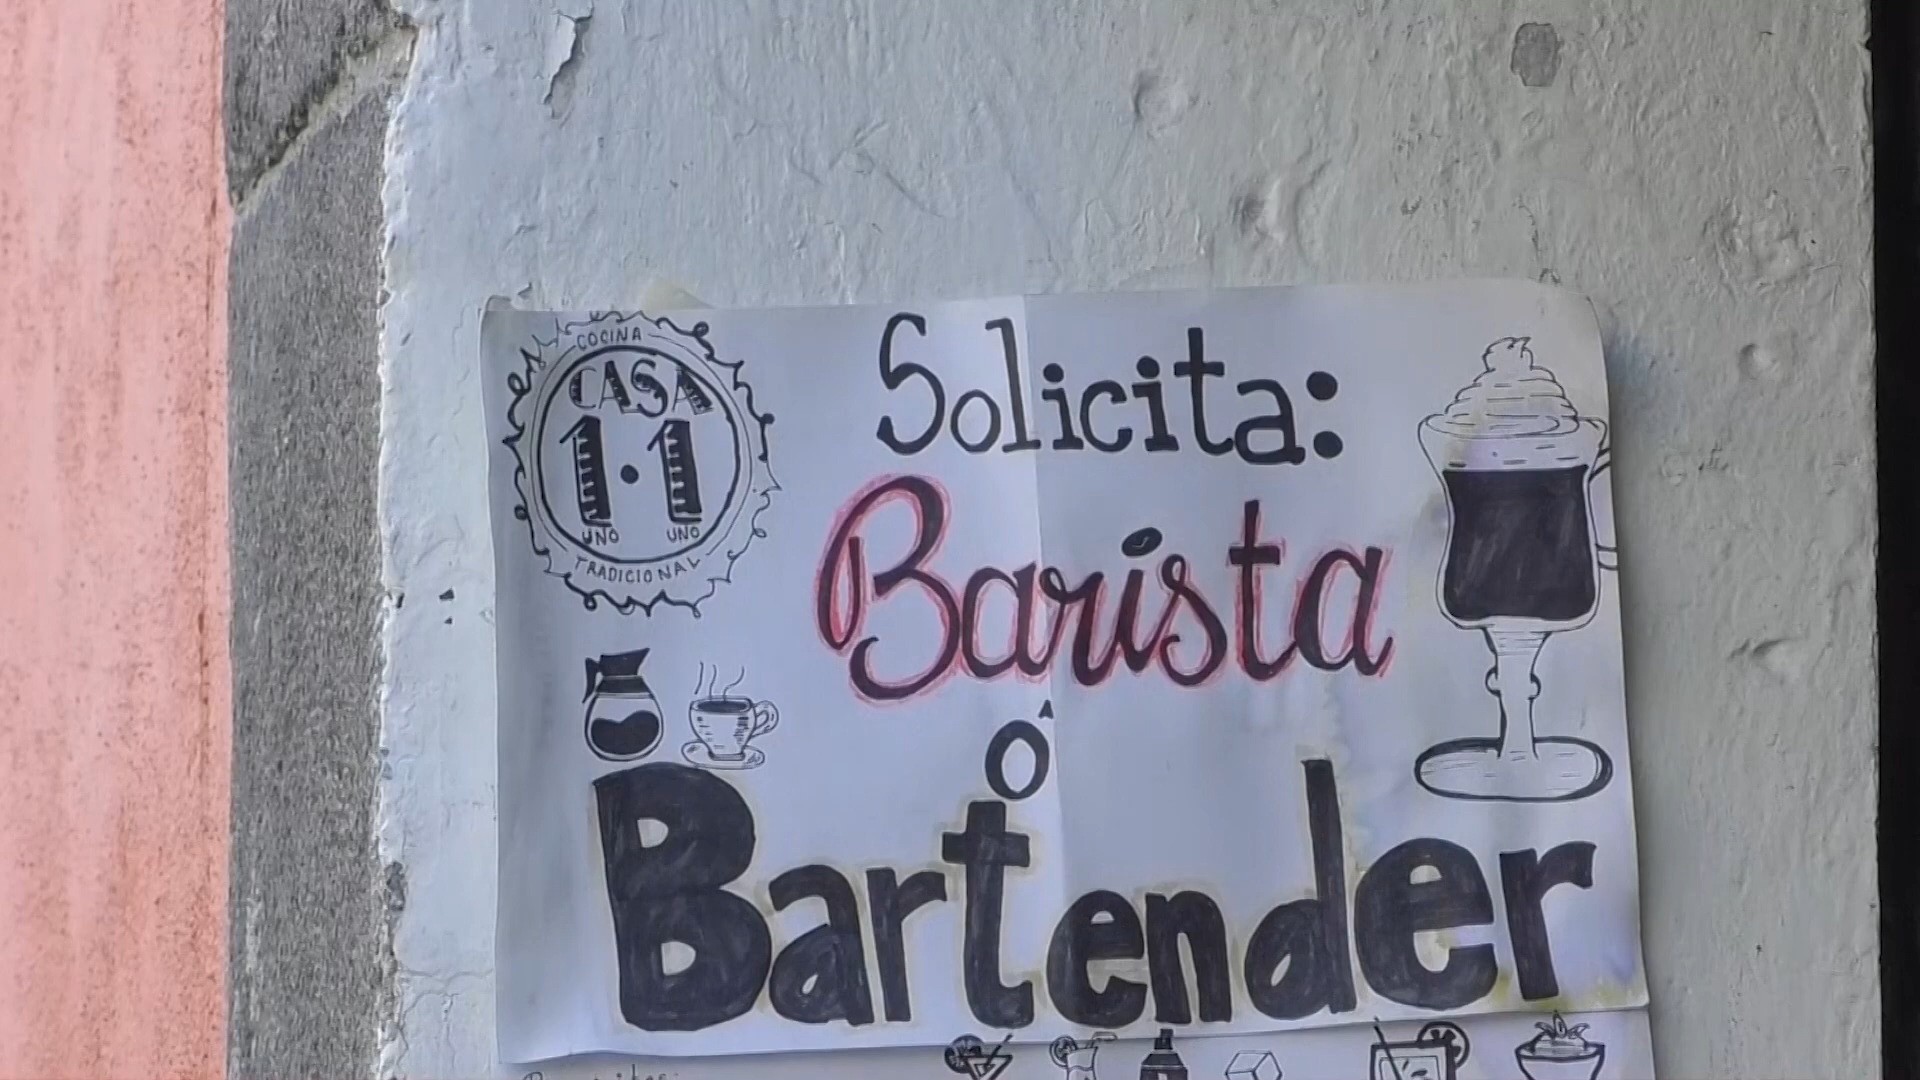 COCINA
CASA
1·1
UNO UNO
TRADICIONAL
Solicita:
Barista
ó
Bartender